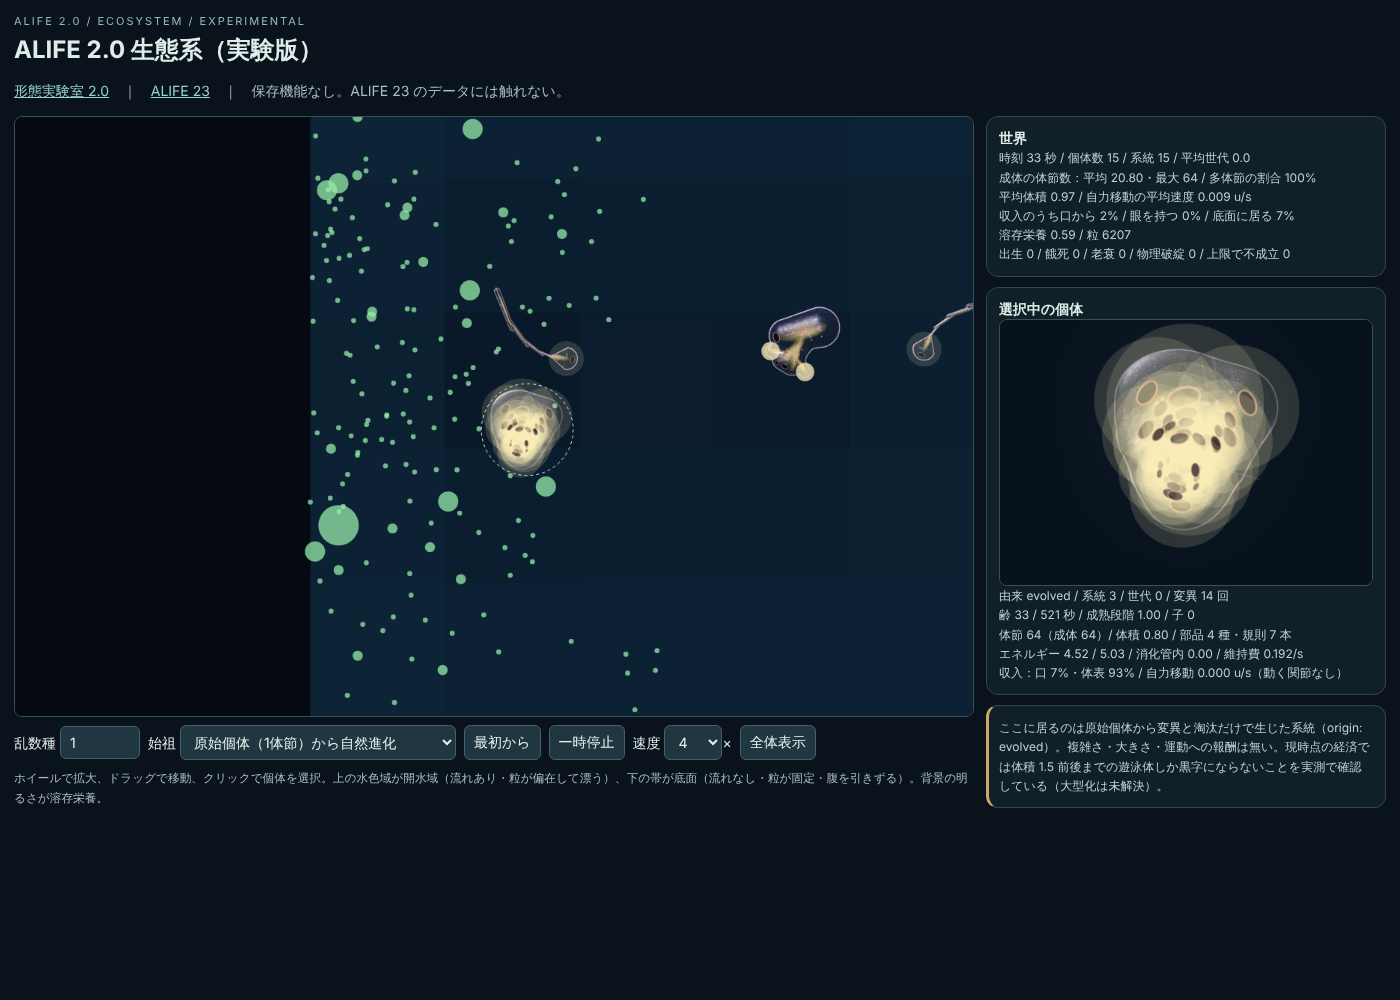 ALIFE 2.0 / ECOSYSTEM / EXPERIMENTAL
ALIFE 2.0 生態系（実験版）
形態実験室 2.0 | ALIFE 23 | 保存機能なし。ALIFE 23 のデータには触れない。
世界
時刻 33 秒 / 個体数 15 / 系統 15 / 平均世代 0.0
成体の体節数：平均 20.80・最大 64 / 多体節の割合 100%
平均体積 0.97 / 自力移動の平均速度 0.009 u/s
収入のうち口から 2% / 眼を持つ 0% / 底面に居る 7%
溶存栄養 0.59 / 粒 6207
出生 0 / 餓死 0 / 老衰 0 / 物理破綻 0 / 上限で不成立 0
選択中の個体
由来 evolved / 系統 3 / 世代 0 / 変異 14 回
齢 33 / 521 秒 / 成熟段階 1.00 / 子 0
体節 64（成体 64）/ 体積 0.80 / 部品 4 種・規則 7 本
エネルギー 4.52 / 5.03 / 消化管内 0.00 / 維持費 0.192/s
収入：口 7%・体表 93% / 自力移動 0.000 u/s（動く関節なし）
ここに居るのは原始個体から変異と淘汰だけで生じた系統（origin:
evolved）。複雑さ・大きさ・運動への報酬は無い。現時点の経済で
は体積 1.5 前後までの遊泳体しか黒字にならないことを実測で確認
している（大型化は未解決）。
乱数種 1 始祖 原始個体（1体節）から自然進化 最初から 一時停止 速度 4 × 全体表示
ホイールで拡大、ドラッグで移動、クリックで個体を選択。上の水色域が開水域（流れあり・粒が偏在して漂う）、下の帯が底面（流れなし・粒が固定・腹を引きずる）。背景の明
るさが溶存栄養。